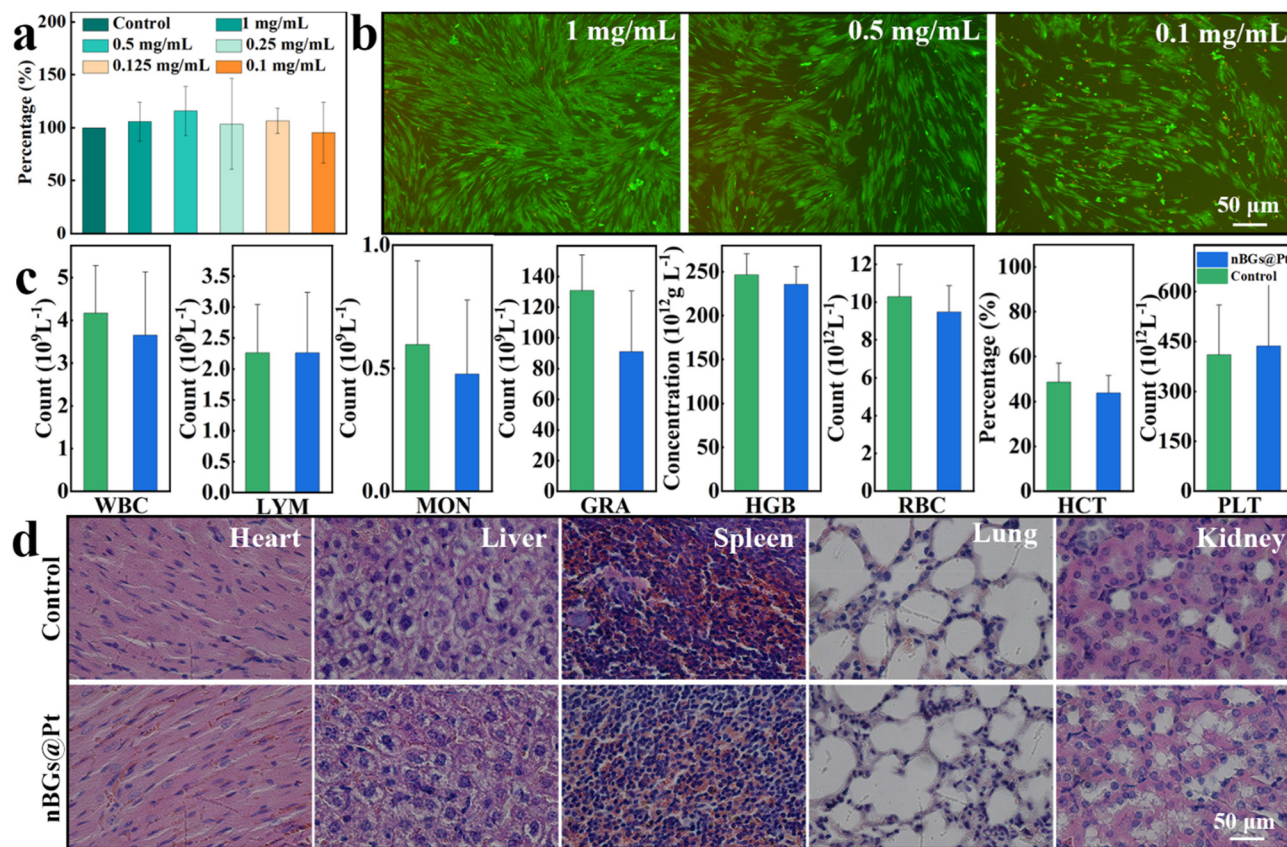 a
Control
1 mg/mL
0.5 mg/mL
0.25 mg/mL
0.125 mg/mL
0.1 mg/mL
Percentage (%)
200
150
100
50
0
b
1 mg/mL
0.5 mg/mL
0.1 mg/mL
50 μm
c
Count (10⁹L⁻¹)
5
4
3
2
1
0
WBC
Count (10⁹L⁻¹)
3.5
3.0
2.5
2.0
1.5
1.0
0.5
0.0
LYM
Count (10⁹L⁻¹)
1.0
0.5
0.0
MON
Count (10⁹L⁻¹)
140
120
100
80
60
40
20
0
GRA
Concentration (10¹²g L⁻¹)
250
200
150
100
50
0
HGB
Count (10¹²L⁻¹)
12
10
8
6
4
2
0
RBC
Percentage (%)
100
80
60
40
20
0
HCT
Count (10¹²L⁻¹)
600
450
300
150
0
nBGs@Pt
Control
PLT
d
Heart
Liver
Spleen
Lung
Kidney
Control
nBGs@Pt
50 μm